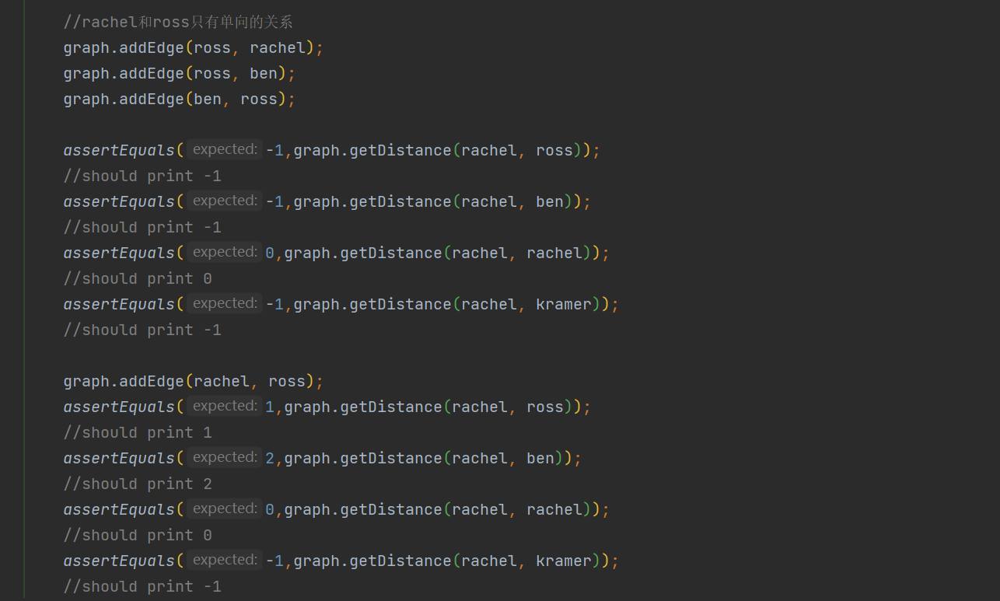 //rachel和ross只有单向的关系
graph.addEdge(ross, rachel);
graph.addEdge(ross, ben);
graph.addEdge(ben, ross);
assertEquals( expected: -1,graph.getDistance(rachel, ross));
//should print -1
assertEquals( expected: -1,graph.getDistance(rachel, ben));
//should print -1
assertEquals( expected: 0,graph.getDistance(rachel, rachel));
//should print 0
assertEquals( expected: -1,graph.getDistance(rachel, kramer));
//should print -1
graph.addEdge(rachel, ross);
assertEquals( expected: 1,graph.getDistance(rachel, ross));
//should print 1
assertEquals( expected: 2,graph.getDistance(rachel, ben));
//should print 2
assertEquals( expected: 0,graph.getDistance(rachel, rachel));
//should print 0
assertEquals( expected: -1,graph.getDistance(rachel, kramer));
//should print -1